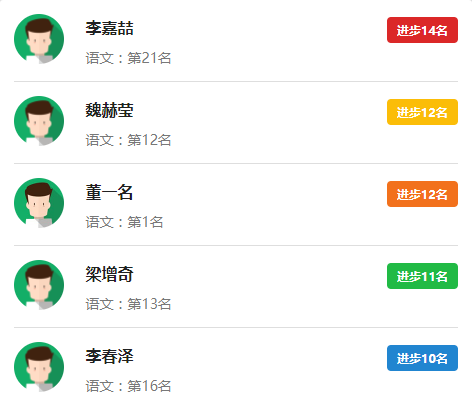 李嘉喆
进步14名
语文：第21名
魏赫莹
进步12名
语文：第12名
董一名
进步12名
语文：第1名
梁增奇
进步11名
语文：第13名
李春泽
进步10名
语文：第16名